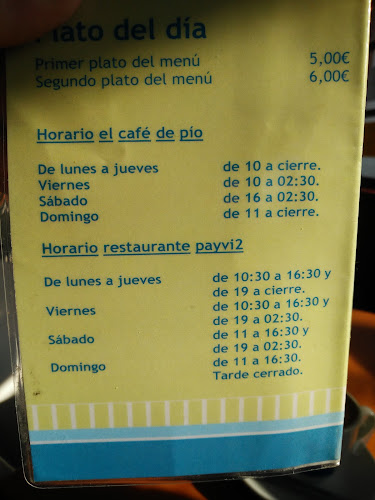 Plato del día
Primer plato del menú 5,00€
Segundo plato del menú 6,00€
Horario el café de pío
De lunes a jueves de 10 a cierre.
Viernes de 10 a 02:30.
Sábado de 16 a 02:30.
Domingo de 11 a cierre.
Horario restaurante payvi2
De lunes a jueves de 10:30 a 16:30 y
de 19 a cierre.
Viernes de 10:30 a 16:30 y
de 19 a 02:30.
Sábado de 11 a 16:30 y
de 19 a 02:30.
Domingo de 11 a 16:30.
Tarde cerrado.